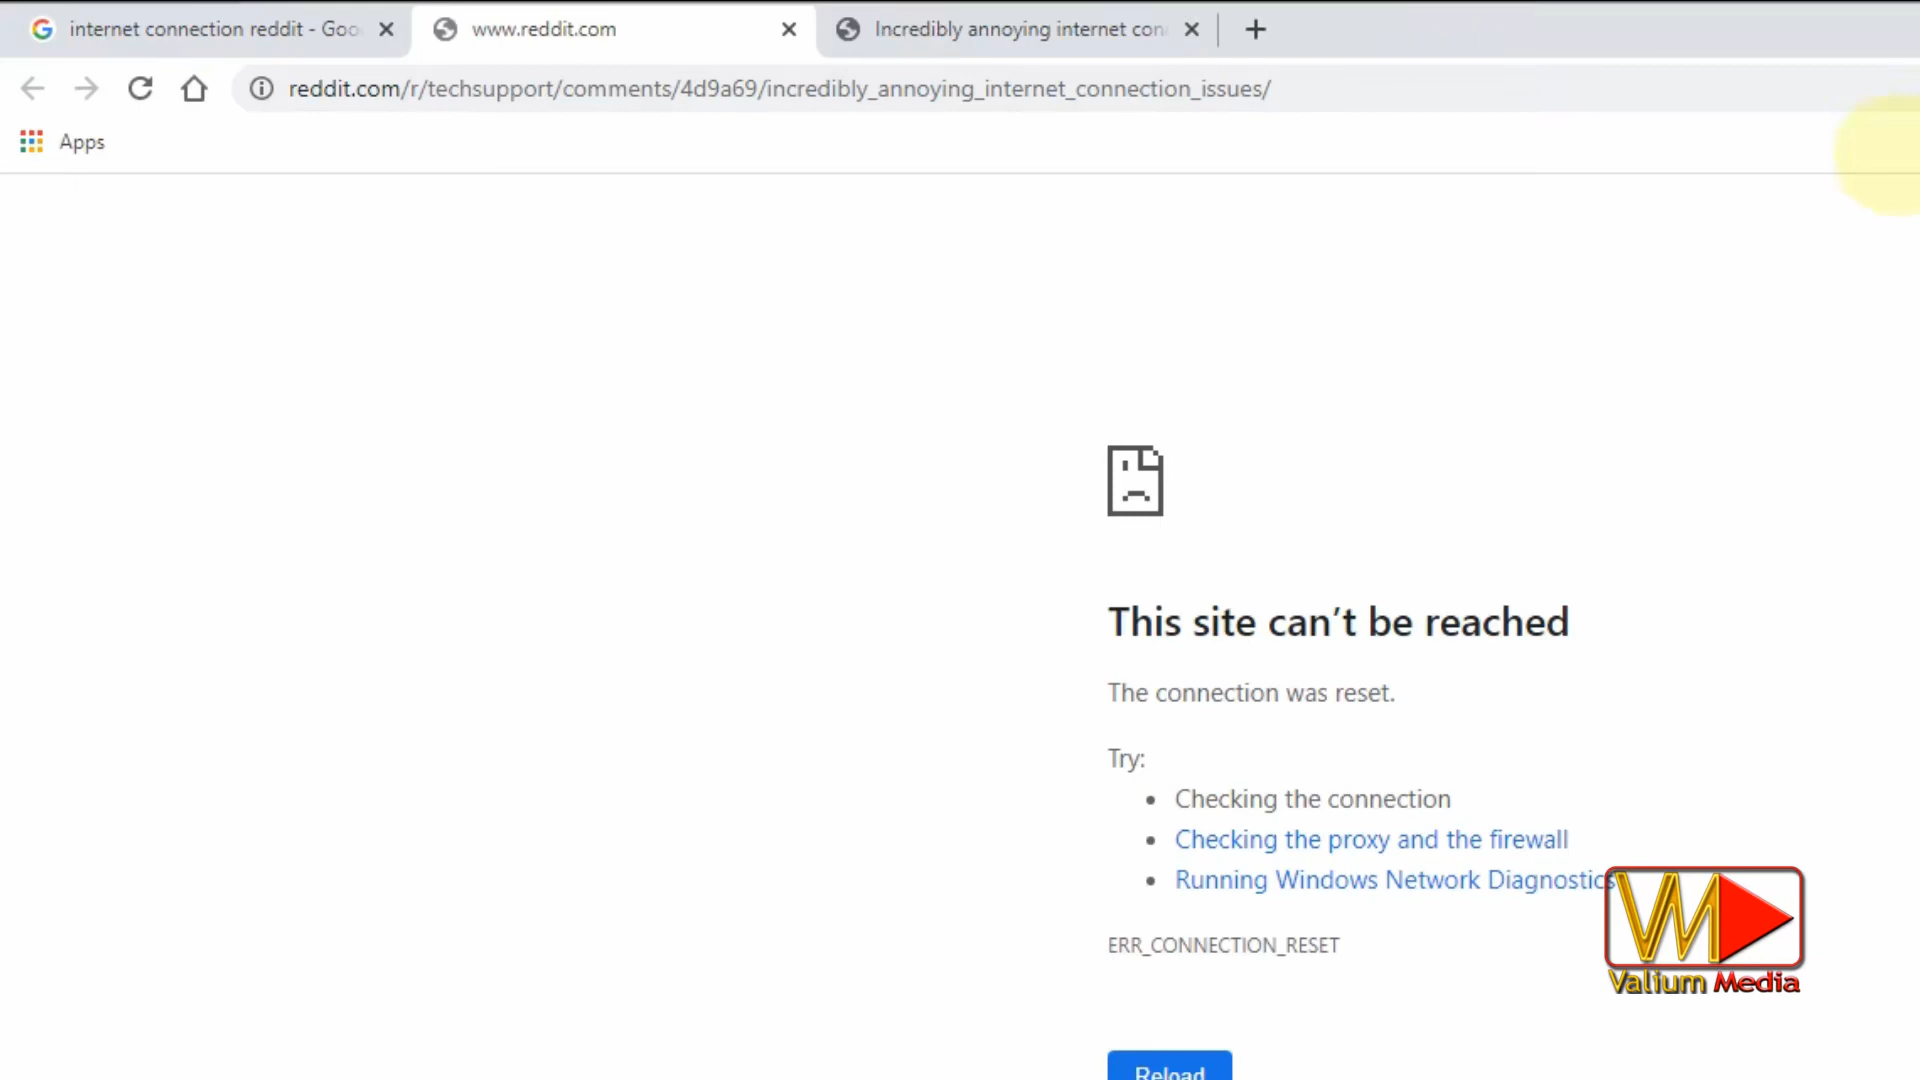 internet connection reddit - Goo
www.reddit.com
Incredibly annoying internet con
reddit.com/r/techsupport/comments/4d9a69/incredibly_annoying_internet_connection_issues/
Apps
This site can’t be reached
The connection was reset.
Try:
• Checking the connection
• Checking the proxy and the firewall
• Running Windows Network Diagnostics
ERR_CONNECTION_RESET
VM
Valium Media
Reload